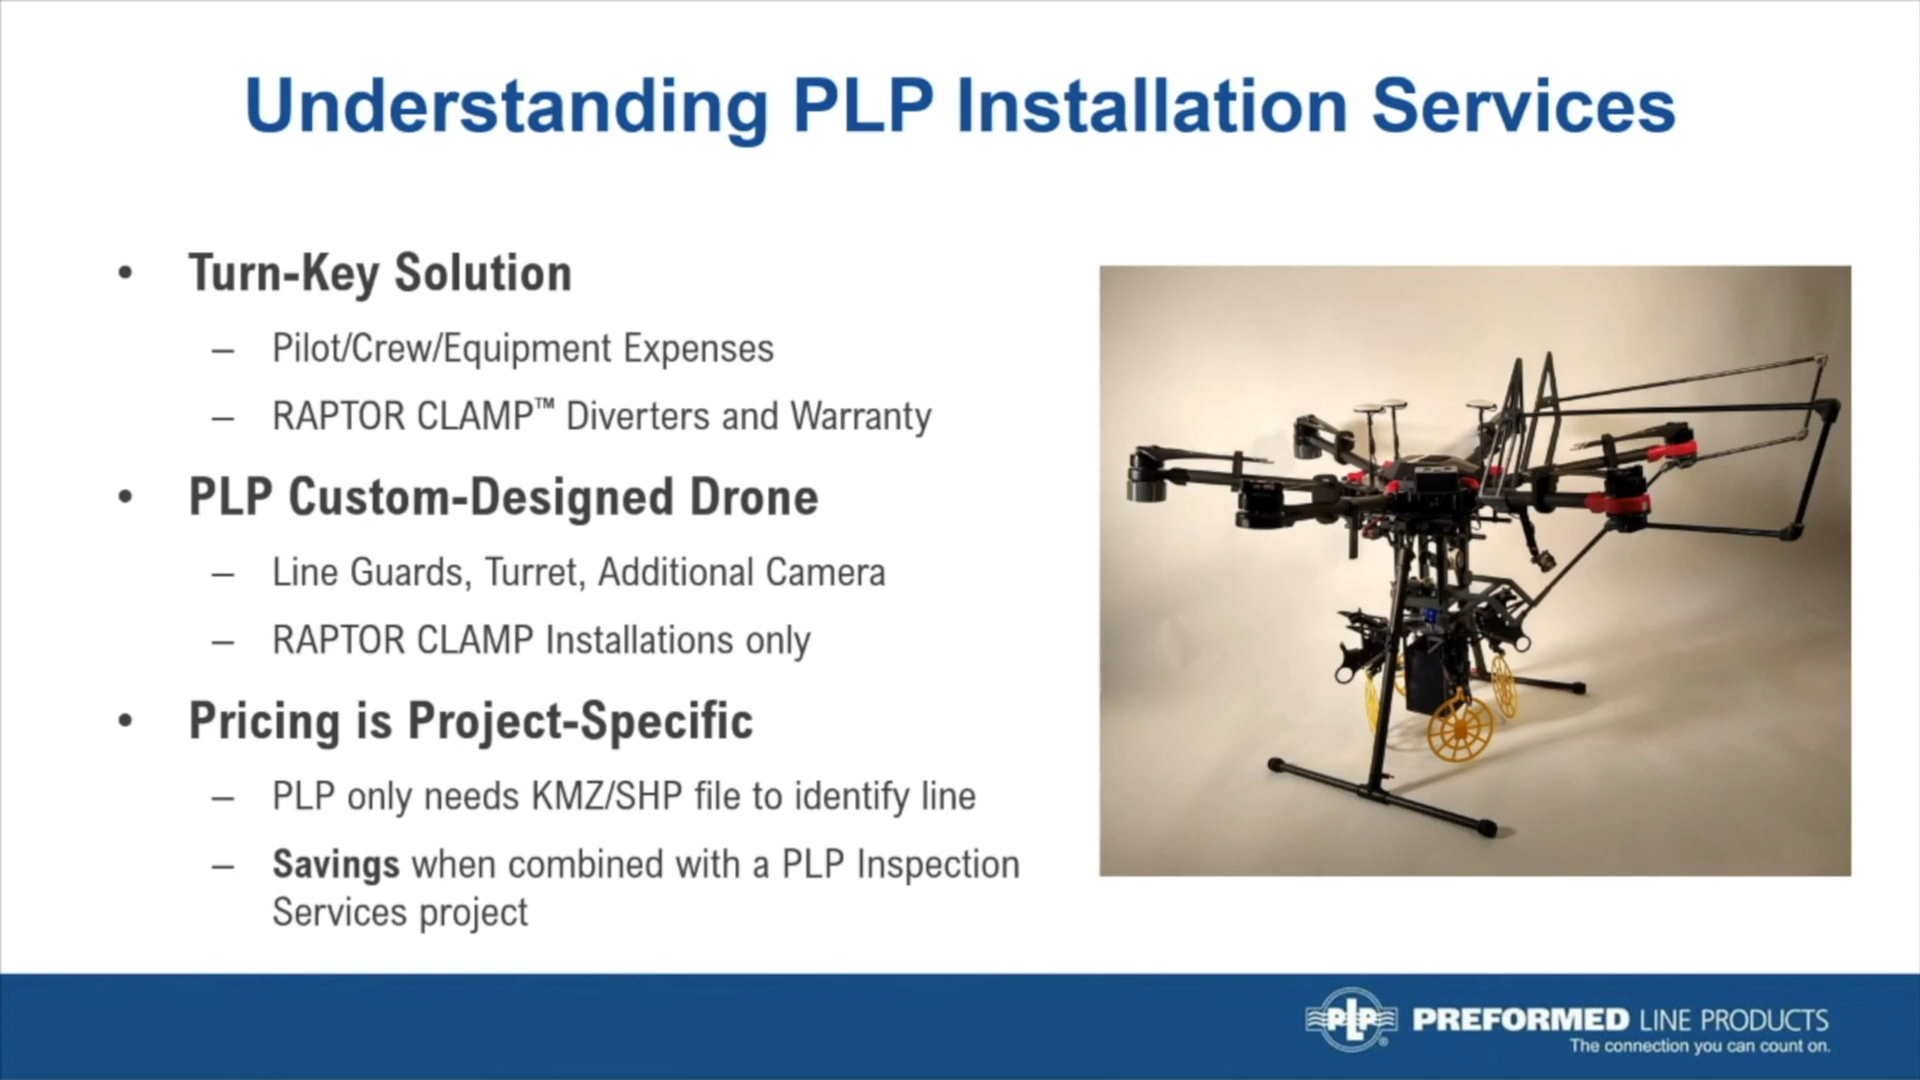 Understanding PLP Installation Services
• Turn-Key Solution
– Pilot/Crew/Equipment Expenses
– RAPTOR CLAMP™ Diverters and Warranty
• PLP Custom-Designed Drone
– Line Guards, Turret, Additional Camera
– RAPTOR CLAMP Installations only
• Pricing is Project-Specific
– PLP only needs KMZ/SHP file to identify line
– Savings when combined with a PLP Inspection
Services project
PLP® PREFORMED LINE PRODUCTS
The connection you can count on.